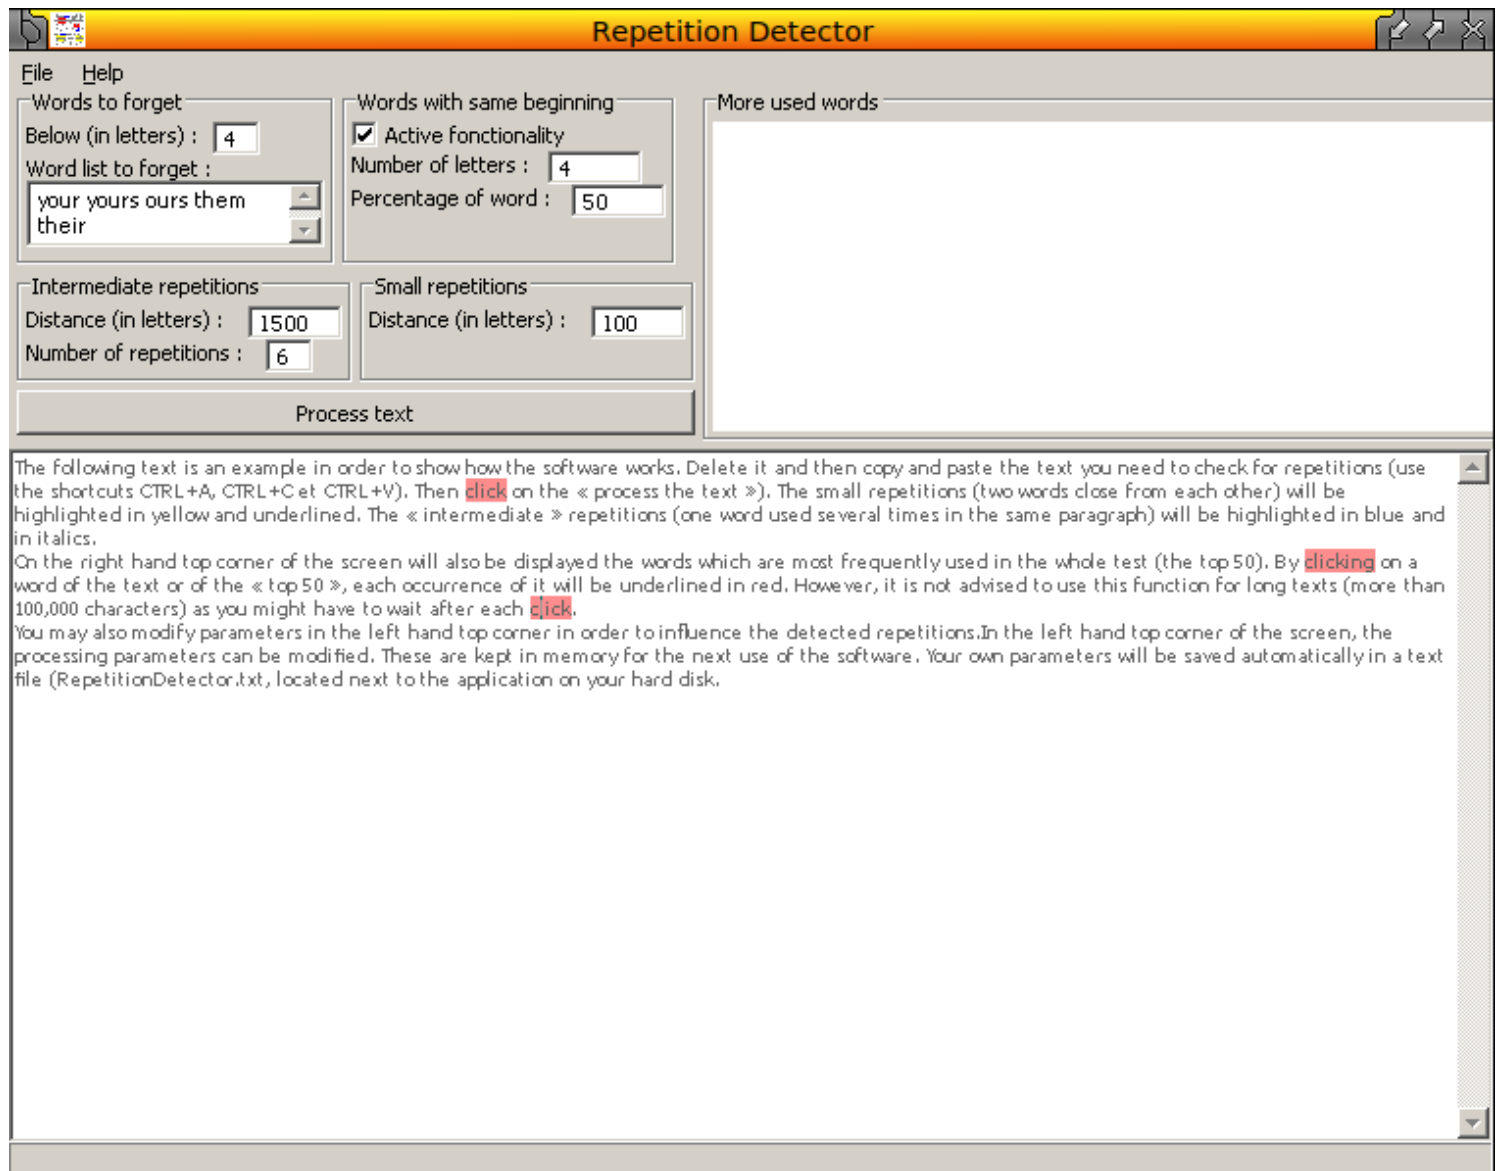 Repetition Detector
File Help
Words to forget
Below (in letters) : 4
Word list to forget :
your yours ours them
their
Words with same beginning
Active fonctionality
Number of letters : 4
Percentage of word : 50
More used words
Intermediate repetitions
Distance (in letters) : 1500
Number of repetitions : 6
Small repetitions
Distance (in letters) : 100
Process text
The following text is an example in order to show how the software works. Delete it and then copy and paste the text you need to check for repetitions (use
the shortcuts CTRL+A, CTRL+C et CTRL+V). Then click on the « process the text »). The small repetitions (two words close from each other) will be
highlighted in yellow and underlined. The « intermediate » repetitions (one word used several times in the same paragraph) will be highlighted in blue and
in italics.
On the right hand top corner of the screen will also be displayed the words which are most frequently used in the whole test (the top 50). By clicking on a
word of the text or of the « top 50 », each occurrence of it will be underlined in red. However, it is not advised to use this function for long texts (more than
100,000 characters) as you might have to wait after each click.
You may also modify parameters in the left hand top corner in order to influence the detected repetitions.In the left hand top corner of the screen, the
processing parameters can be modified. These are kept in memory for the next use of the software. Your own parameters will be saved automatically in a text
file (RepetitionDetector.txt, located next to the application on your hard disk.